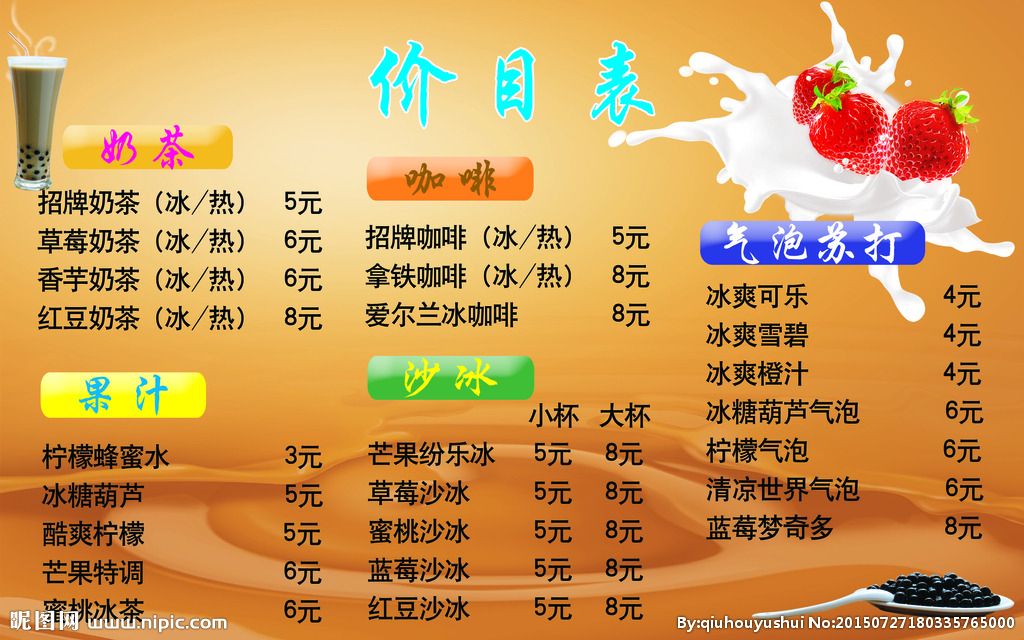 价目表
奶茶
招牌奶茶（冰/热） 5元
草莓奶茶（冰/热） 6元
香芋奶茶（冰/热） 6元
红豆奶茶（冰/热） 8元
果汁
柠檬蜂蜜水 3元
冰糖葫芦 5元
酷爽柠檬 5元
芒果特调 6元
蜜桃冰茶 6元
咖啡
招牌咖啡（冰/热） 5元
拿铁咖啡（冰/热） 8元
爱尔兰冰咖啡 8元
沙冰
小杯 大杯
芒果纷乐冰 5元 8元
草莓沙冰 5元 8元
蜜桃沙冰 5元 8元
蓝莓沙冰 5元 8元
红豆沙冰 5元 8元
气泡苏打
冰爽可乐 4元
冰爽雪碧 4元
冰爽橙汁 4元
冰糖葫芦气泡 6元
柠檬气泡 6元
清凉世界气泡 6元
蓝莓梦奇多 8元
昵图网 www.nipic.com
By:qiuhouyushui No:20150727180335765000